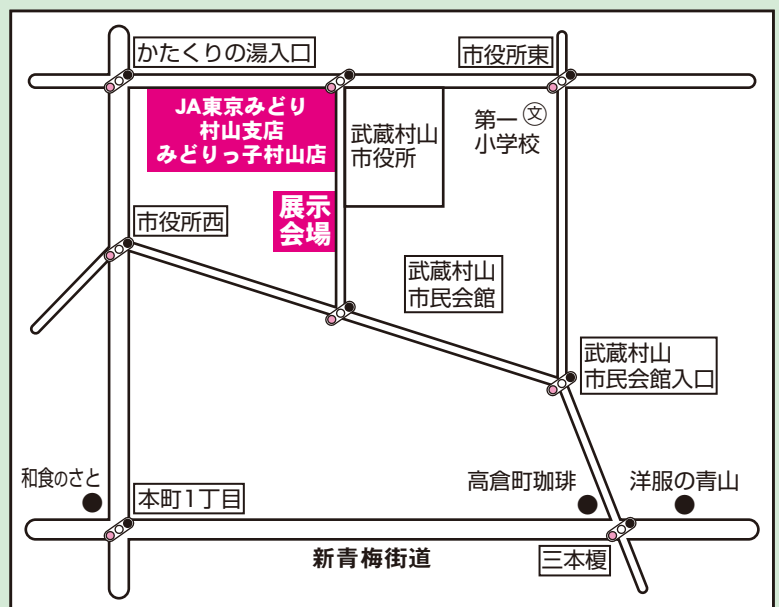 かたくりの湯入口
市役所東
JA東京みどり
村山支店
みどりっ子村山店
武蔵村山
市役所
第一
小学校
文
展示
会場
市役所西
武蔵村山
市民会館
武蔵村山
市民会館入口
和食のさと
本町1丁目
高倉町珈琲
洋服の青山
新青梅街道
三本榎